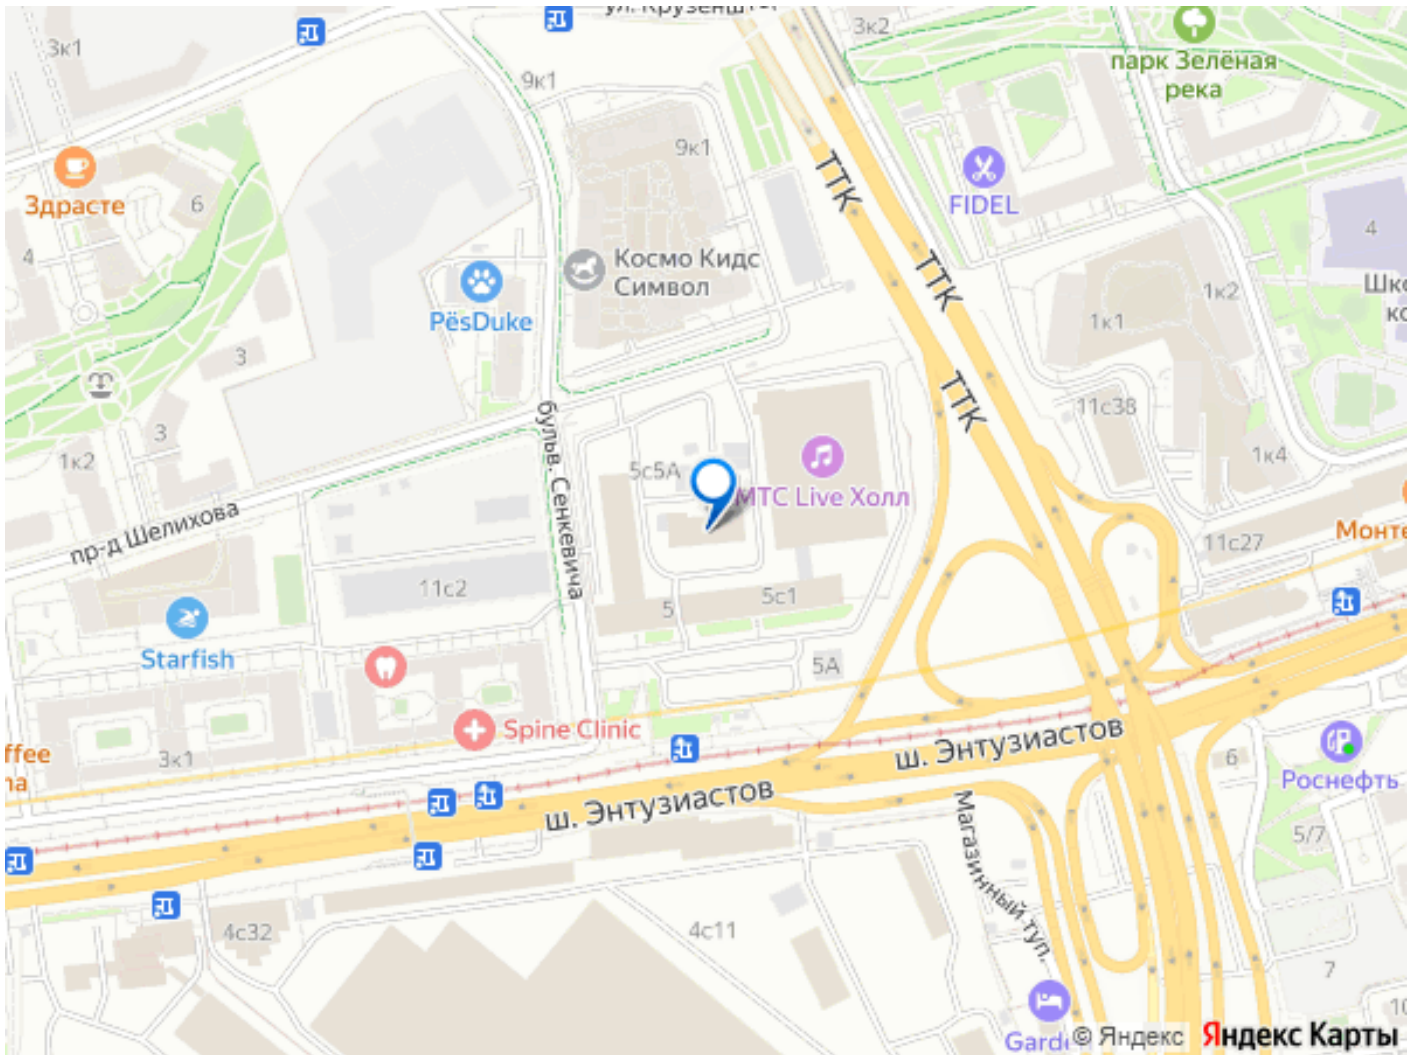 3к1
3к2
парк Зелёная
река
9к1
9к1
ТТК
Здрасте
6
FIDEL
4
4
Космо Кидс
Символ
PёsDuke
ТТК
1к2
1к1
3
ТТК
11с38
3
бульв. Сенкевича
1к2
5с5А
МТС Live Холл
1к4
пр-д Шелихова
11с27
11с2
5с1
5
Starfish
5А
Spine Clinic
3к1
ш. Энтузиастов
6
Роснефть
ш. Энтузиастов
Магазинный туп.
5/7
4с32
4с11
7
10
© Яндекс
Яндекс Карты